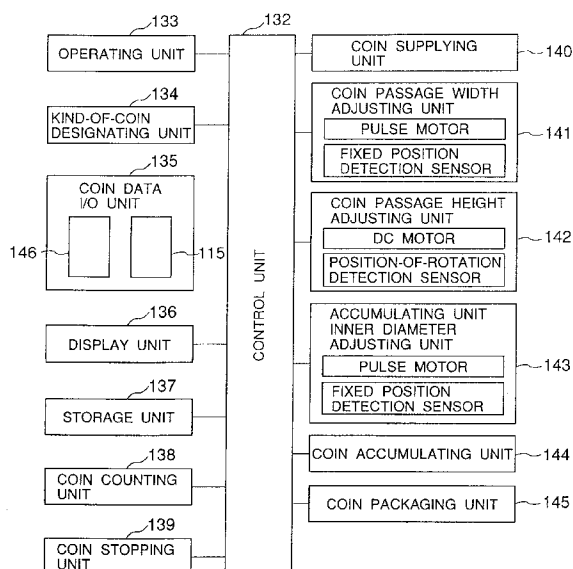 133
OPERATING UNIT
134
KIND-OF-COIN
DESIGNATING UNIT
135
COIN DATA
I/O UNIT
146
115
136
DISPLAY UNIT
137
STORAGE UNIT
138
COIN COUNTING
UNIT
139
COIN STOPPING
UNIT
132
CONTROL UNIT
COIN SUPPLYING
UNIT
140
COIN PASSAGE WIDTH
ADJUSTING UNIT
PULSE MOTOR
FIXED POSITION
DETECTION SENSOR
141
COIN PASSAGE HEIGHT
ADJUSTING UNIT
DC MOTOR
POSITION-OF-ROTATION
DETECTION SENSOR
142
ACCUMULATING UNIT
INNER DIAMETER
ADJUSTING UNIT
PULSE MOTOR
FIXED POSITION
DETECTION SENSOR
143
COIN ACCUMULATING UNIT
144
COIN PACKAGING UNIT
145